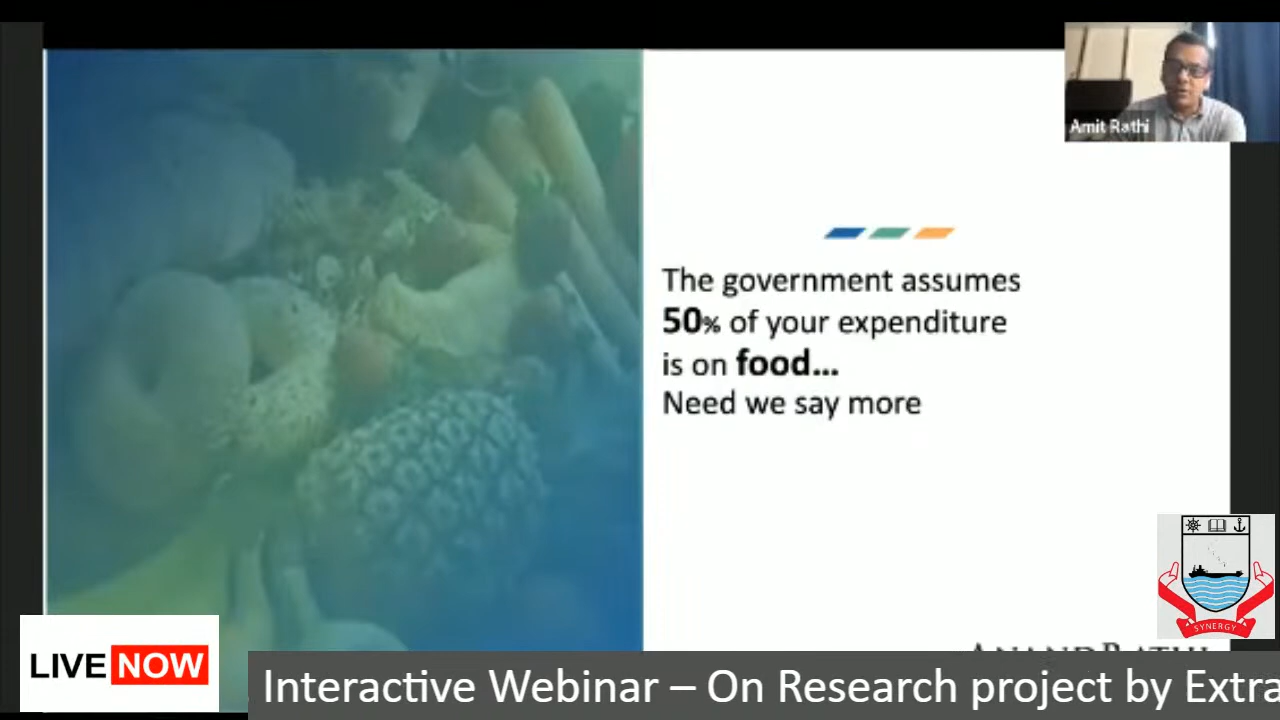 Amit Rathi
The government assumes
50% of your expenditure
is on food...
Need we say more
SYNERGY
ANANDRATHI
LIVE NOW
Interactive Webinar – On Research project by Extra